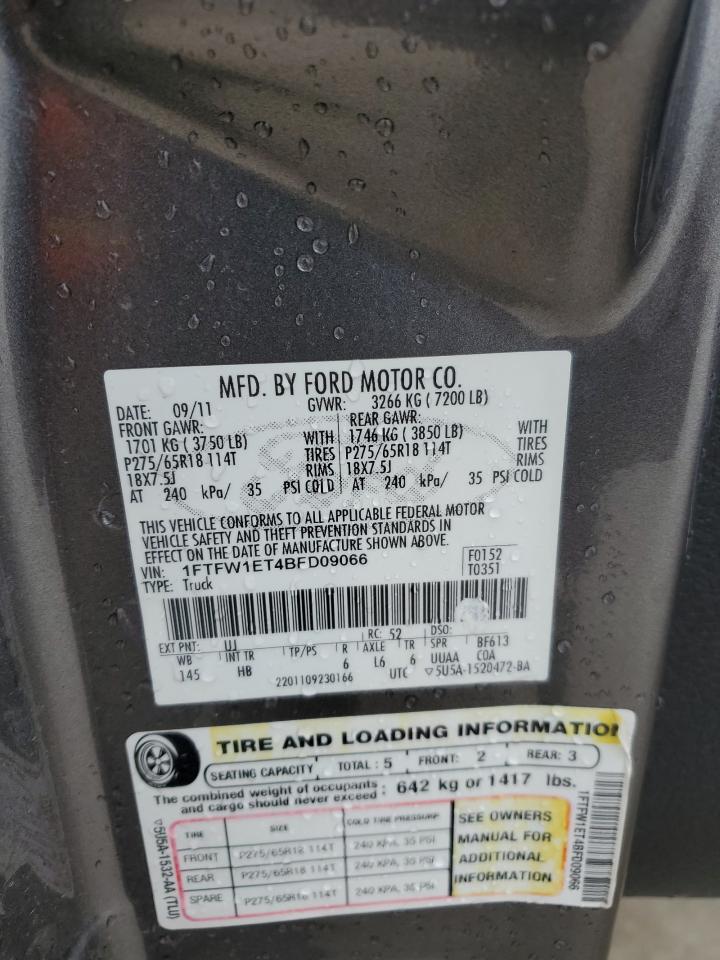 MFD. BY FORD MOTOR CO.
DATE: 09/11 GVWR: 3266 KG ( 7200 LB)
FRONT GAWR: REAR GAWR:
1701 KG ( 3750 LB) WITH 1746 KG ( 3850 LB) WITH
P275/65R18 114T TIRES P275/65R18 114T TIRES
18X7.5J RIMS 18X7.5J RIMS
AT 240 kPa/ 35 PSI COLD AT 240 kPa/ 35 PSI COLD
THIS VEHICLE CONFORMS TO ALL APPLICABLE FEDERAL MOTOR
VEHICLE SAFETY AND THEFT PREVENTION STANDARDS IN
EFFECT ON THE DATE OF MANUFACTURE SHOWN ABOVE.
VIN: 1FTFW1ET4BFD09066 F0152
TYPE: Truck T0351
EXT PNT: UJ RC: 52 DSO:
WB INT TR TP/PS R AXLE TR SPR BF613
145 HB 6 L6 6 UUAA COA
2201109230166 UTC ▽5U5A-1520472-BA
TIRE AND LOADING INFORMATION
SEATING CAPACITY TOTAL : 5 FRONT: 2 REAR: 3
The combined weight of occupants and cargo should never exceed : 642 kg or 1417 lbs.
TIRE SIZE COLD TIRE PRESSURE
FRONT P275/65R18 114T 240 KPA, 35 PSI
REAR P275/65R18 114T 240 KPA, 35 PSI
SPARE P275/65R18 114T 240 KPA, 35 PSI
SEE OWNERS
MANUAL FOR
ADDITIONAL
INFORMATION
▽5U5A-1532-AA (TLU)
1FTFW1ET4BFD09066